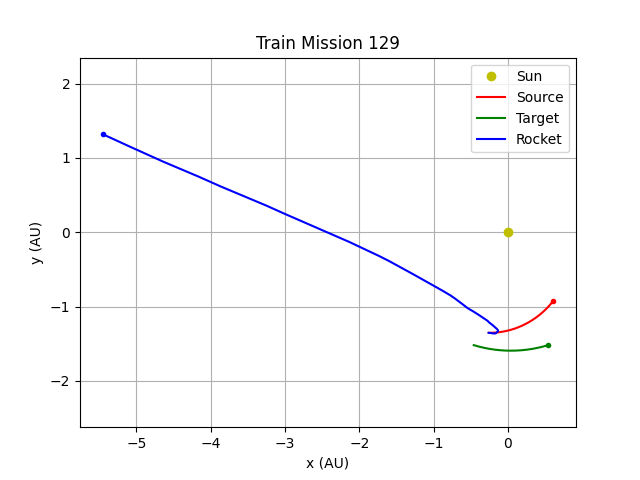 Train Mission 129
Sun
Source
Target
Rocket
2
1
0
−1
−2
y (AU)
−5
−4
−3
−2
−1
0
x (AU)